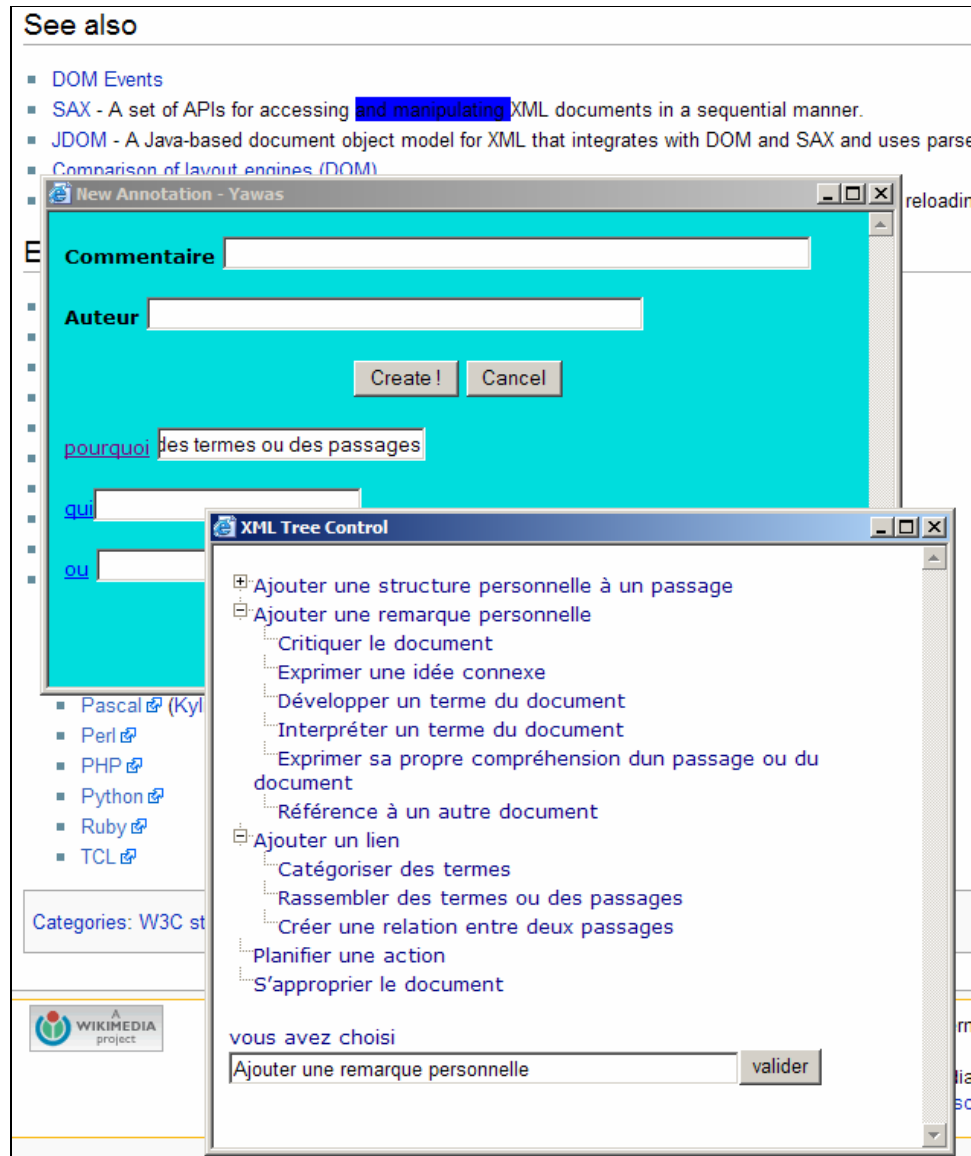 See also
DOM Events
SAX - A set of APIs for accessing and manipulating XML documents in a sequential manner.
JDOM - A Java-based document object model for XML that integrates with DOM and SAX and uses parse
Comparison of layout engines (DOM)
New Annotation - Yawas
reloadin
E
Commentaire
Auteur
Create ! Cancel
pourquoi des termes ou des passages
qui
ou
XML Tree Control
Ajouter une structure personnelle à un passage
Ajouter une remarque personnelle
Critiquer le document
Exprimer une idée connexe
Développer un terme du document
Interpréter un terme du document
Exprimer sa propre compréhension dun passage ou du
document
Référence à un autre document
Ajouter un lien
Catégoriser des termes
Rassembler des termes ou des passages
Créer une relation entre deux passages
Planifier une action
S'approprier le document
vous avez choisi
Ajouter une remarque personnelle valider
Pascal (Kyl
Perl
PHP
Python
Ruby
TCL
Categories: W3C st
A
WIKIMEDIA
project